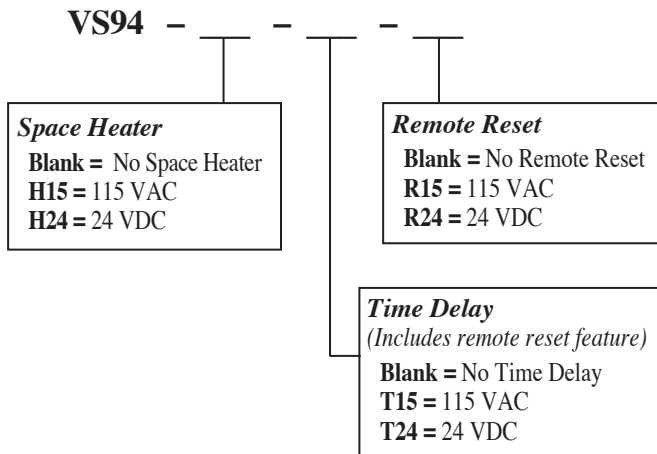 VS94 - ___ - ___ - ___
Space Heater
Blank = No Space Heater
H15 = 115 VAC
H24 = 24 VDC
Remote Reset
Blank = No Remote Reset
R15 = 115 VAC
R24 = 24 VDC
Time Delay
(Includes remote reset feature)
Blank = No Time Delay
T15 = 115 VAC
T24 = 24 VDC